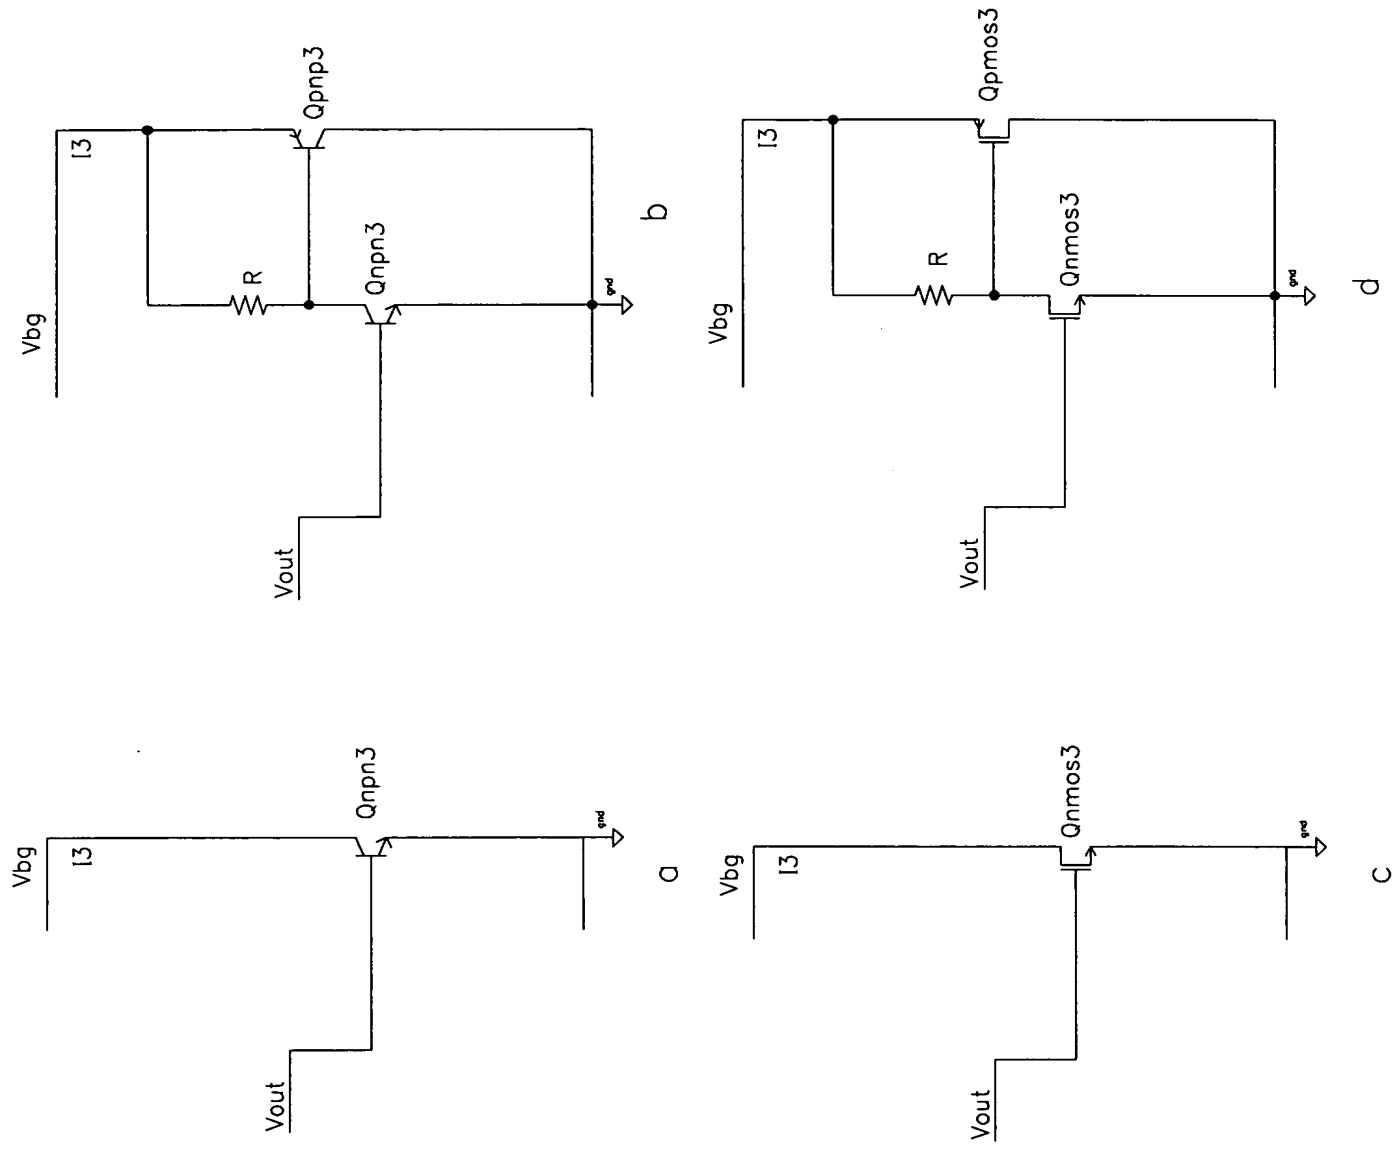 Vbg
I3
Qnpn3
Vout
gnd
a
Vbg
I3
R
Qpnp3
Qnpn3
Vout
gnd
b
Vbg
I3
Qnmos3
Vout
gnd
c
Vbg
I3
R
Qpmos3
Qnmos3
Vout
gnd
d